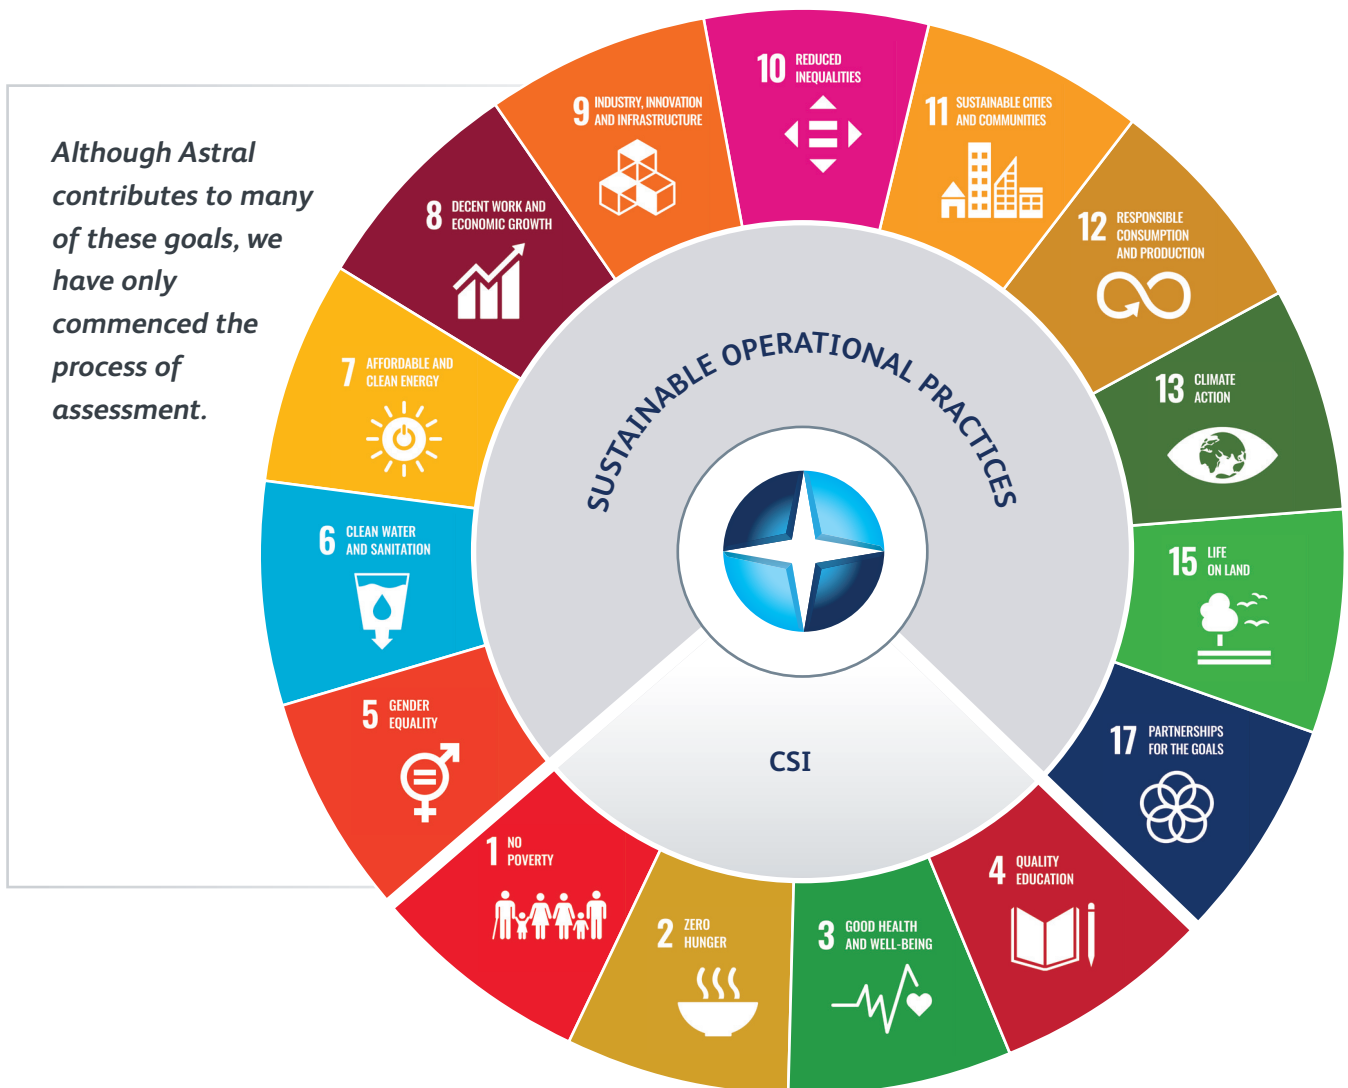 Although Astral
contributes to many
of these goals, we
have only
commenced the
process of
assessment.
10 REDUCED
INEQUALITIES
9 INDUSTRY, INNOVATION
AND INFRASTRUCTURE
11 SUSTAINABLE CITIES
AND COMMUNITIES
8 DECENT WORK AND
ECONOMIC GROWTH
12 RESPONSIBLE
CONSUMPTION
AND PRODUCTION
7 AFFORDABLE AND
CLEAN ENERGY
13 CLIMATE
ACTION
SUSTAINABLE OPERATIONAL PRACTICES
6 CLEAN WATER
AND SANITATION
15 LIFE
ON LAND
5 GENDER
EQUALITY
17 PARTNERSHIPS
FOR THE GOALS
CSI
1 NO
POVERTY
4 QUALITY
EDUCATION
2 ZERO
HUNGER
3 GOOD HEALTH
AND WELL-BEING